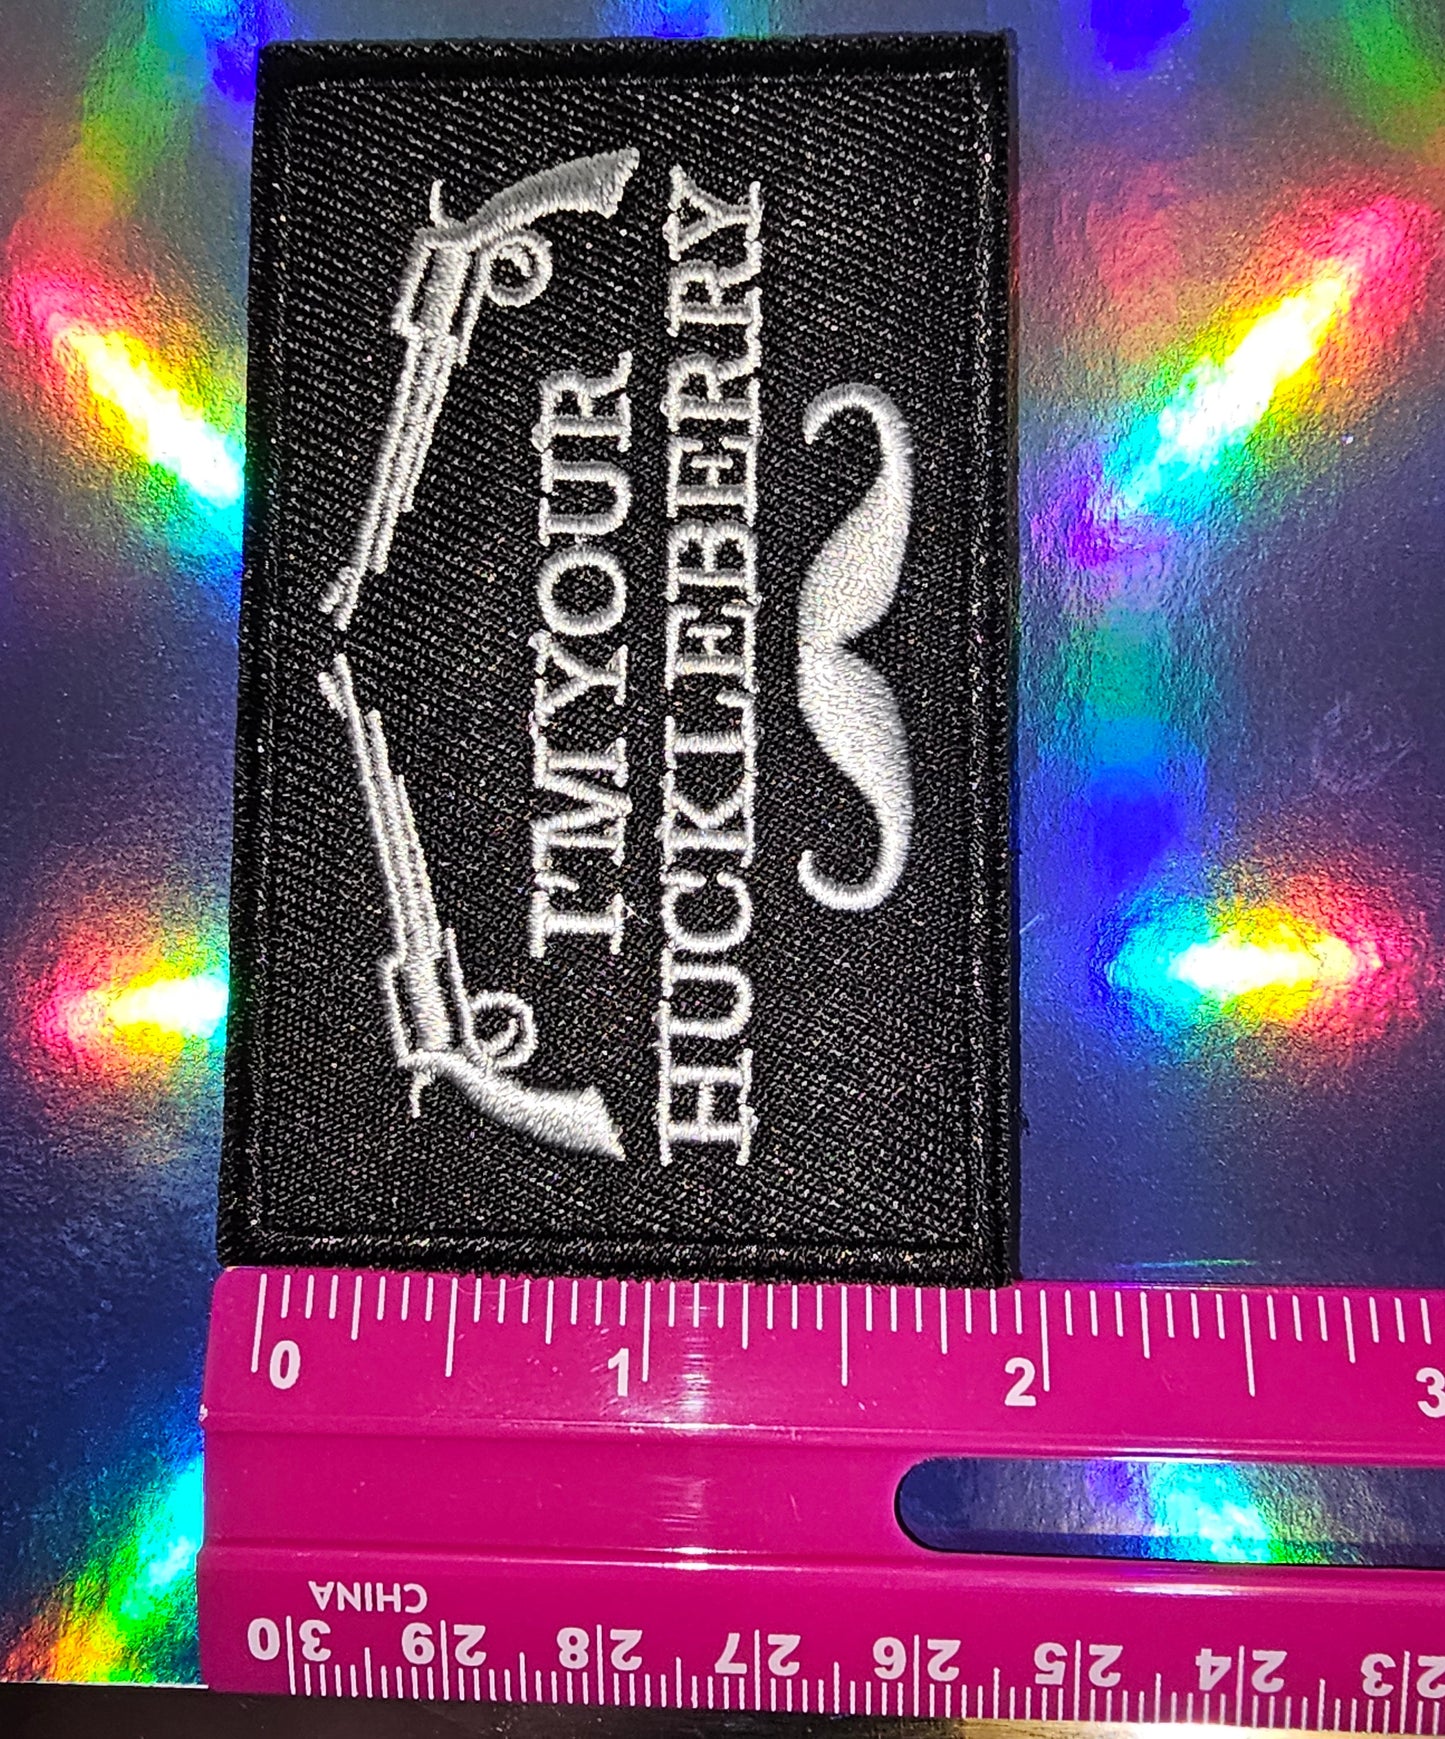 I'M YOUR
HUCKLEBERRY
0 1 2 3
CHINA
30 29 28 27 26 25 24 23